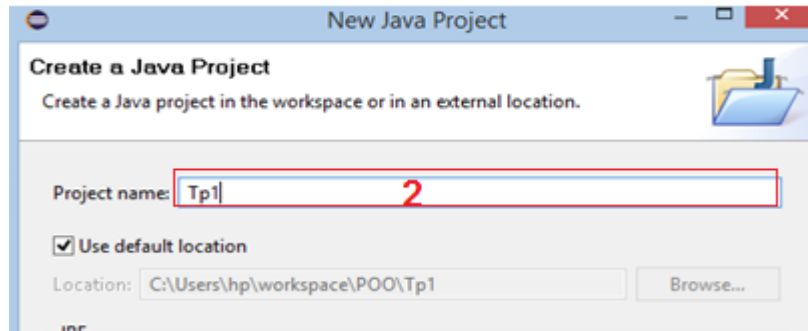 New Java Project
Create a Java Project
Create a Java project in the workspace or in an external location.
Project name: Tp1 2
Use default location
Location: C:\Users\hp\workspace\POO\Tp1 Browse...
JRE